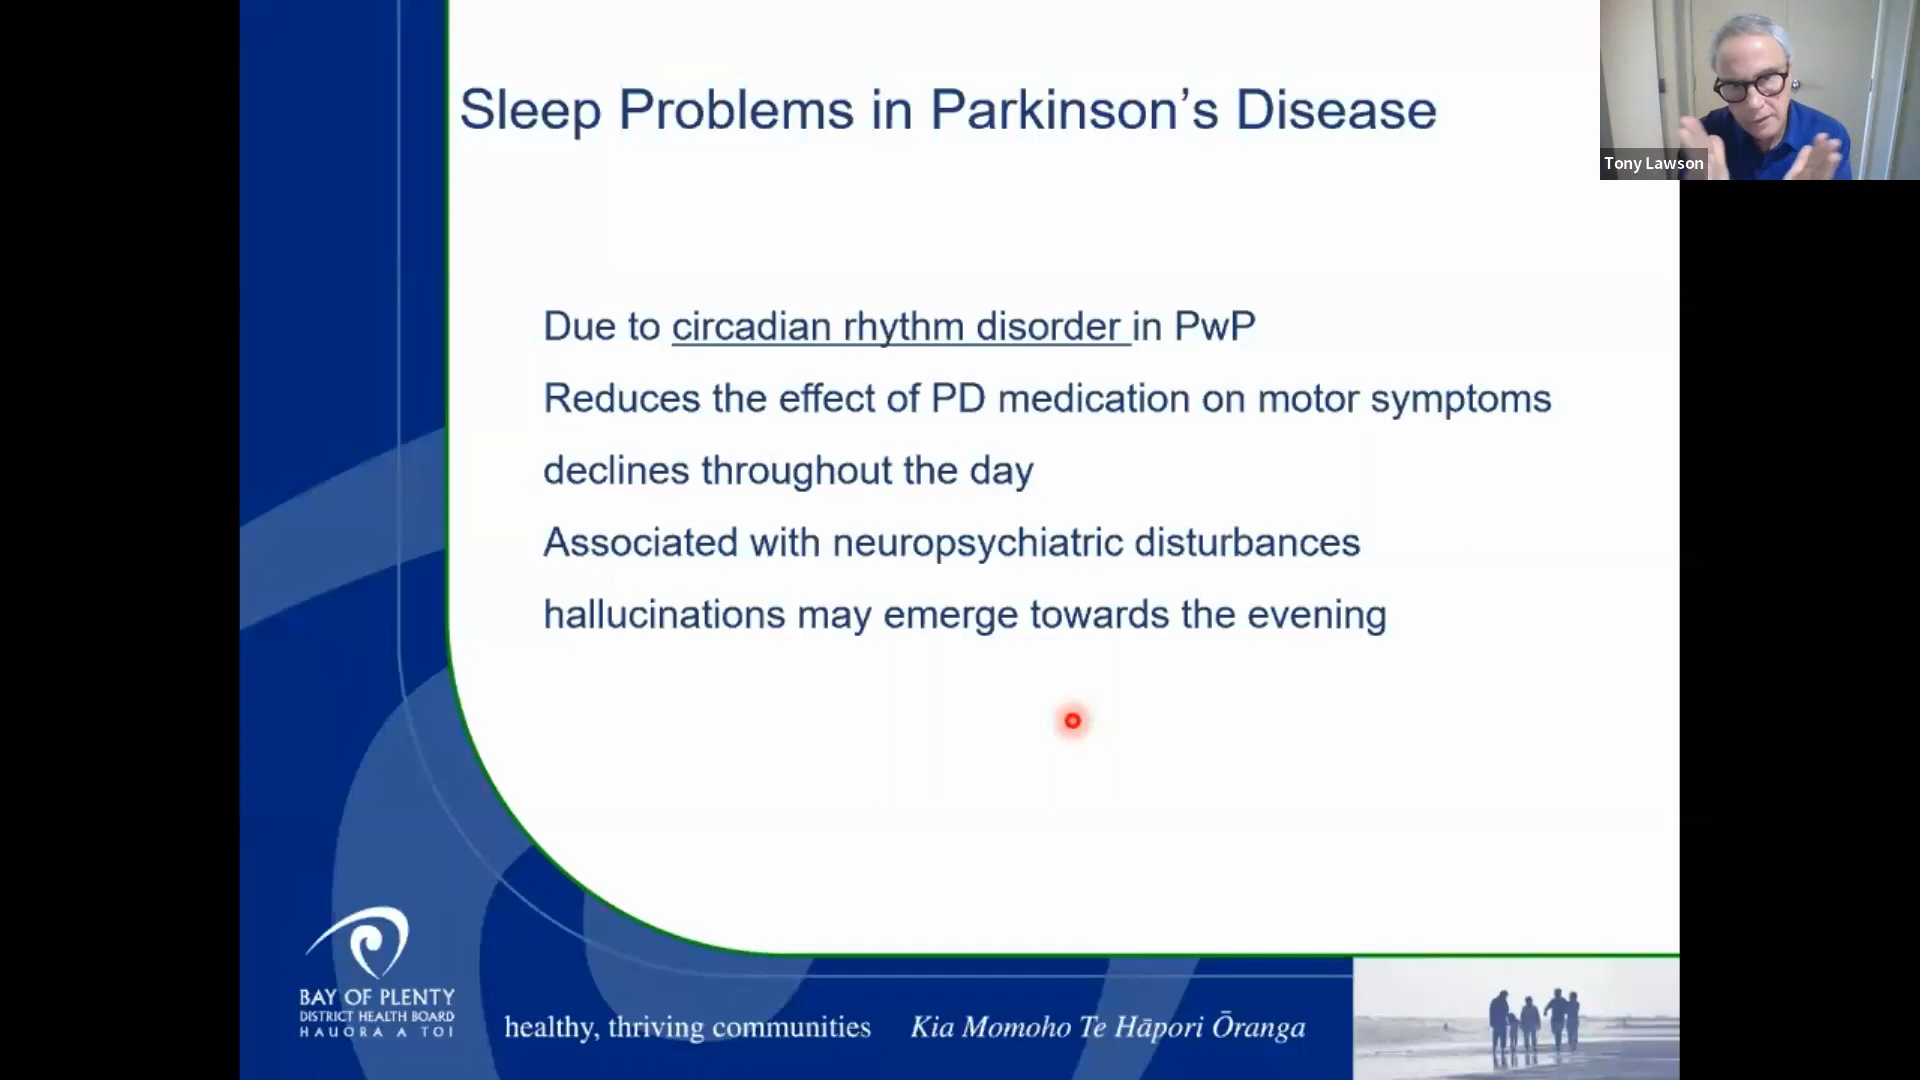 Sleep Problems in Parkinson’s Disease
Tony Lawson
Due to circadian rhythm disorder in PwP
Reduces the effect of PD medication on motor symptoms
declines throughout the day
Associated with neuropsychiatric disturbances
hallucinations may emerge towards the evening
BAY OF PLENTY
DISTRICT HEALTH BOARD
HAUORA A TOI
healthy, thriving communities
Kia Momoho Te Hāpori Ōranga